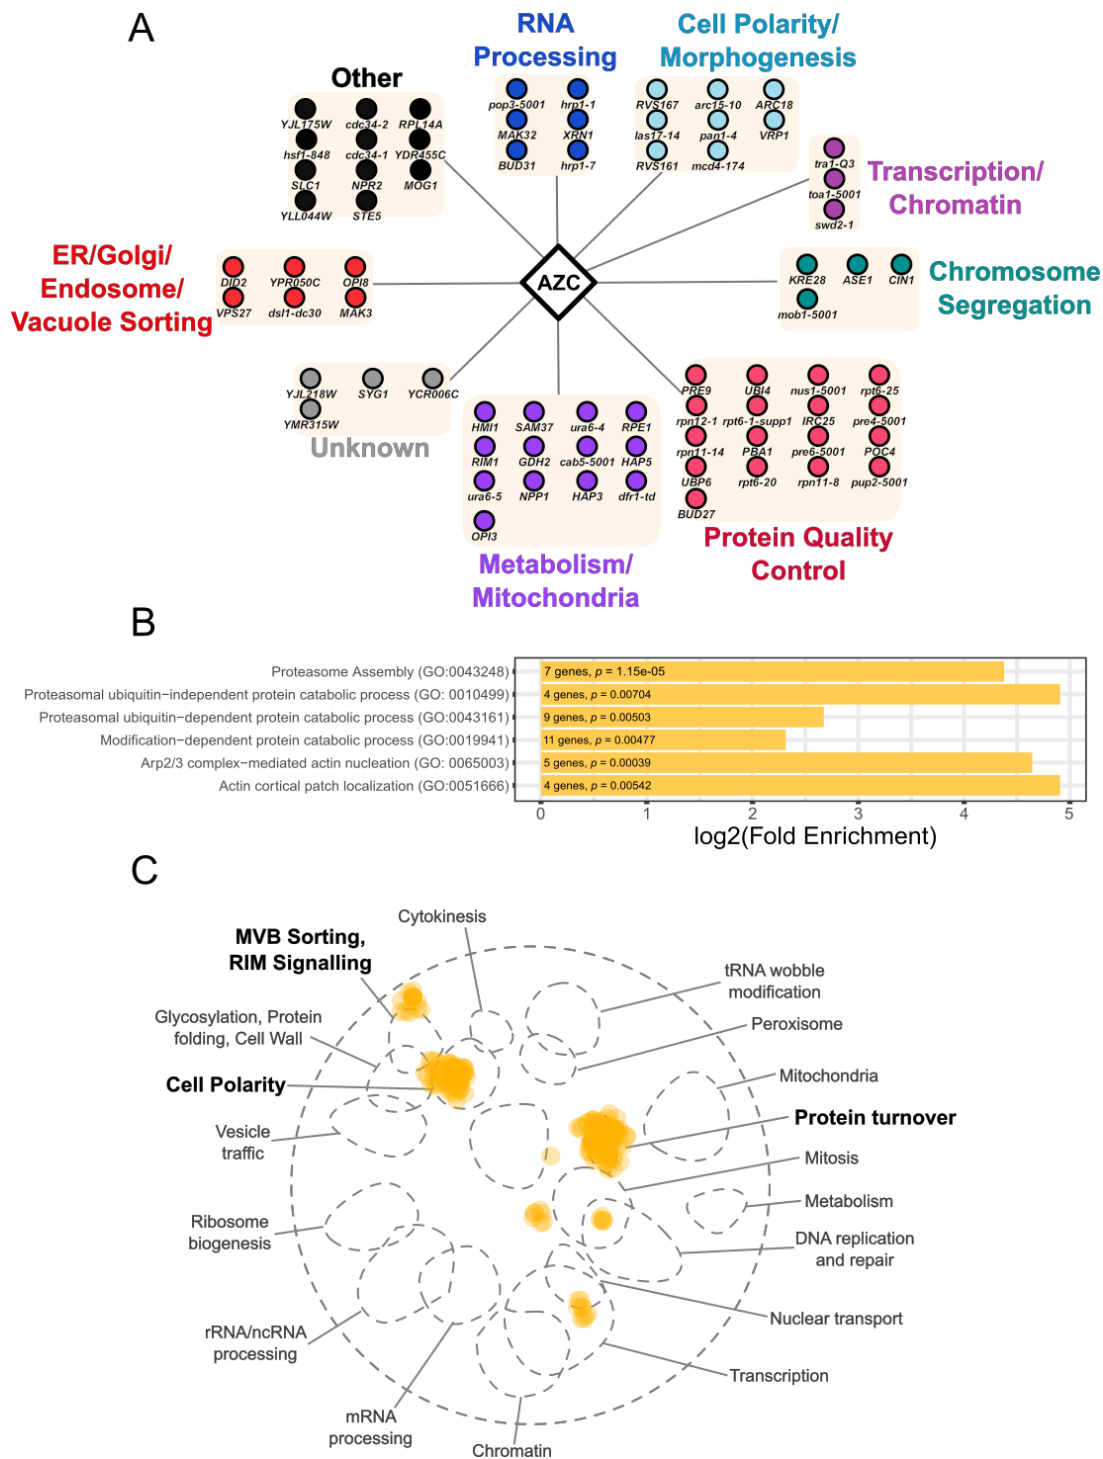 A
RNA
Processing
pop3-5001 hrp1-1
MAK32 XRN1
BUD31 hrp1-7
Cell Polarity/
Morphogenesis
RVS167 arc15-10 ARC18
las17-14 pan1-4 VRP1
RVS161 mcd4-174
Other
YJL175W cdc34-2 RPL14A
hsf1-848 cdc34-1 YDR455C
SLC1 NPR2 MOG1
YLL044W STE5
tra1-Q3
toa1-5001
swd2-1
Transcription/
Chromatin
ER/Golgi/
Endosome/
Vacuole Sorting
DID2 YPR050C OPI8
VPS27 dsl1-dc30 MAK3
AZC
KRE28 ASE1 CIN1
mob1-5001
Chromosome
Segregation
YJL218W SYG1 YCR006C
YMR315W
Unknown
HMI1 SAM37 ura6-4 RPE1
RIM1 GDH2 cab5-5001 HAP5
ura6-5 NPP1 HAP3 dfr1-td
OPI3
Metabolism/
Mitochondria
PRE9 UBI4 nus1-5001 rpt6-25
rpn12-1 rpt6-1-supp1 IRC25 pre4-5001
rpn11-14 PBA1 pre6-5001 POC4
UBP6 rpt6-20 rpn11-8 pup2-5001
BUD27
Protein Quality
Control
B
Proteasome Assembly (GO:0043248) 7 genes, p = 1.15e-05
Proteasomal ubiquitin−independent protein catabolic process (GO: 0010499) 4 genes, p = 0.00704
Proteasomal ubiquitin−dependent protein catabolic process (GO:0043161) 9 genes, p = 0.00503
Modification−dependent protein catabolic process (GO:0019941) 11 genes, p = 0.00477
Arp2/3 complex−mediated actin nucleation (GO: 0065003) 5 genes, p = 0.00039
Actin cortical patch localization (GO:0051666) 4 genes, p = 0.00542
0 1 2 3 4 5
log2(Fold Enrichment)
C
Cytokinesis
MVB Sorting,
RIM Signalling
tRNA wobble
modification
Glycosylation, Protein
folding, Cell Wall
Peroxisome
Cell Polarity
Mitochondria
Protein turnover
Vesicle
traffic
Mitosis
Metabolism
Ribosome
biogenesis
DNA replication
and repair
Nuclear transport
rRNA/ncRNA
processing
Transcription
mRNA
processing
Chromatin